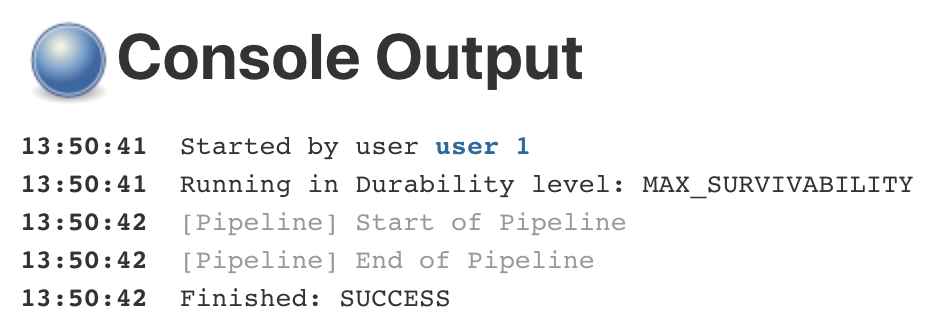 Console Output
13:50:41 Started by user user 1
13:50:41 Running in Durability level: MAX_SURVIVABILITY
13:50:42 [Pipeline] Start of Pipeline
13:50:42 [Pipeline] End of Pipeline
13:50:42 Finished: SUCCESS